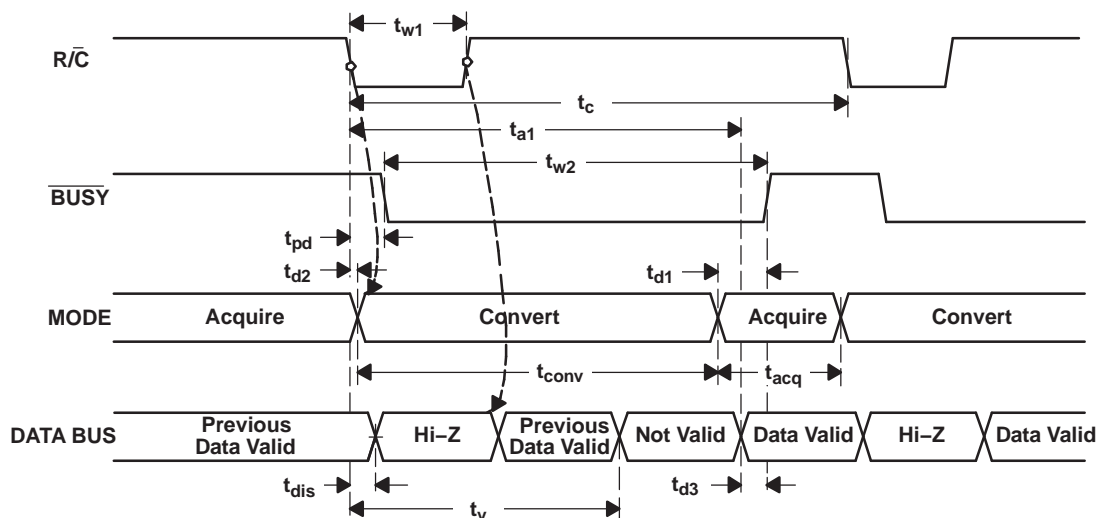 t_w1
R/C̅
t_c
t_a1
t_w2
B̅U̅S̅Y̅
t_pd
t_d2
t_d1
MODE
Acquire
Convert
Acquire
Convert
t_conv
t_acq
DATA BUS
Previous
Data Valid
Hi–Z
Previous
Data Valid
Not Valid
Data Valid
Hi–Z
Data Valid
t_dis
t_d3
t_v